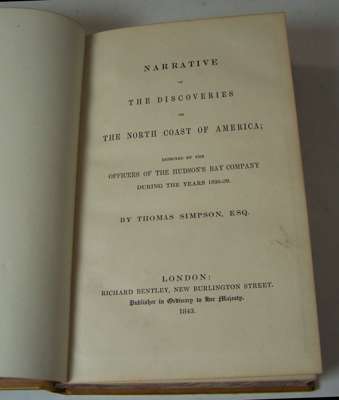 NARRATIVE
OF
THE DISCOVERIES
ON
THE NORTH COAST OF AMERICA;
EFFECTED BY THE
OFFICERS OF THE HUDSON'S BAY COMPANY
DURING THE YEARS 1836-39.
BY THOMAS SIMPSON, ESQ.
LONDON:
RICHARD BENTLEY, NEW BURLINGTON STREET.
Publisher in Ordinary to Her Majesty.
1843.